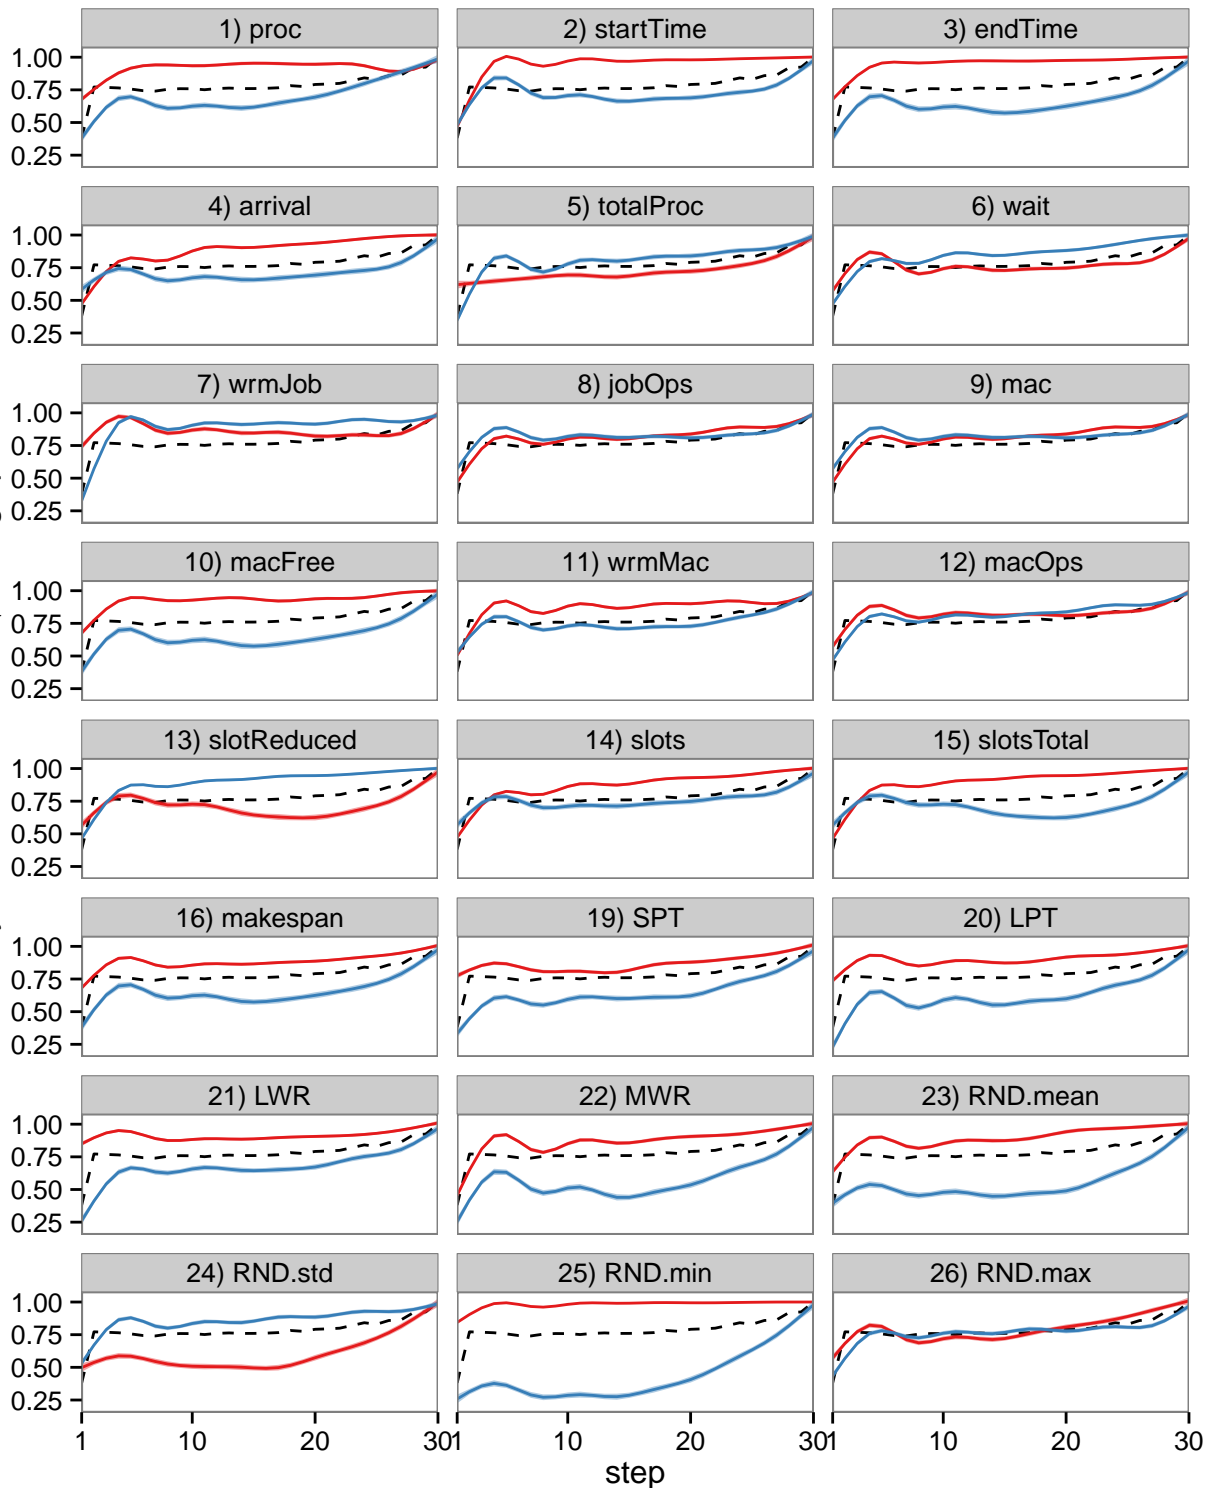 1) proc
2) startTime
3) endTime
1.00
0.75
0.50
0.25
4) arrival
5) totalProc
6) wait
1.00
0.75
0.50
0.25
7) wrmJob
8) jobOps
9) mac
1.00
0.75
0.50
0.25
10) macFree
11) wrmMac
12) macOps
1.00
0.75
0.50
0.25
13) slotReduced
14) slots
15) slotsTotal
1.00
0.75
0.50
0.25
16) makespan
19) SPT
20) LPT
1.00
0.75
0.50
0.25
21) LWR
22) MWR
23) RND.mean
1.00
0.75
0.50
0.25
24) RND.std
25) RND.min
26) RND.max
1.00
0.75
0.50
0.25
1 10 20 30 1 10 20 30 1 10 20 30
step